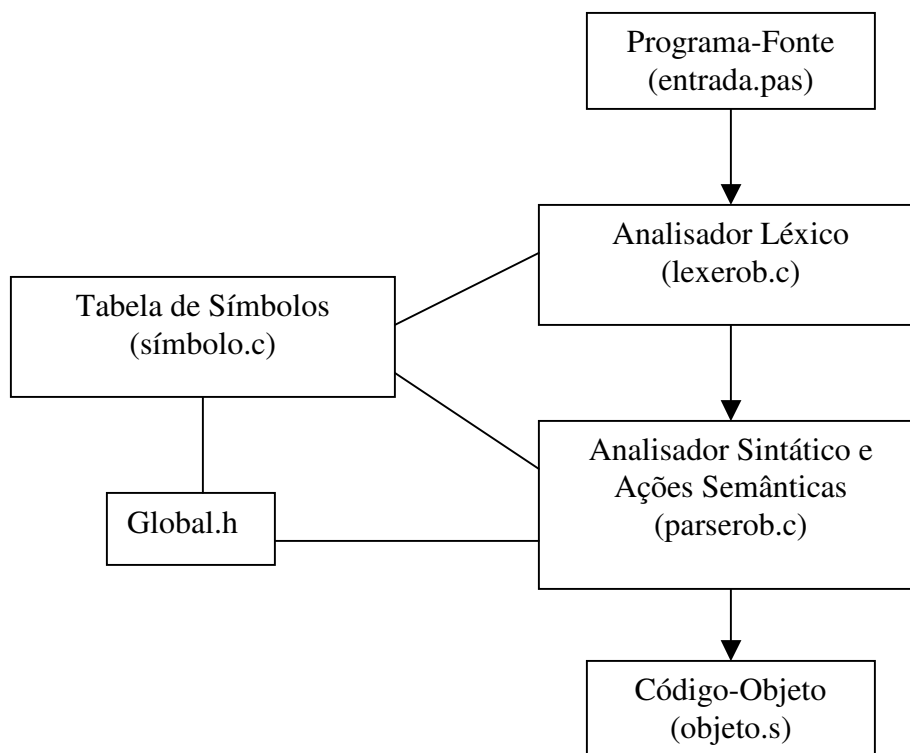 Programa-Fonte
(entrada.pas)
Analisador Léxico
(lexerob.c)
Tabela de Símbolos
(símbolo.c)
Analisador Sintático e
Ações Semânticas
(parserob.c)
Global.h
Código-Objeto
(objeto.s)